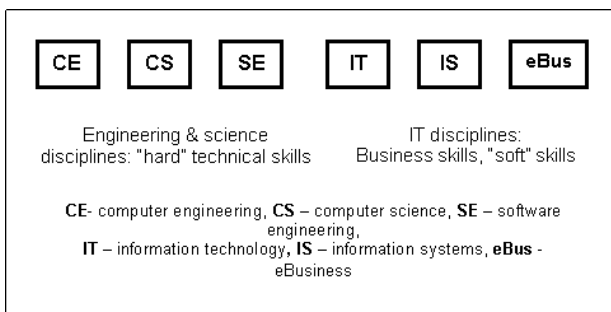 CE CS SE IT IS eBus
Engineering & science
disciplines: "hard" technical skills
IT disciplines:
Business skills, "soft" skills
CE- computer engineering, CS – computer science, SE – software
engineering,
IT – information technology, IS – information systems, eBus -
eBusiness